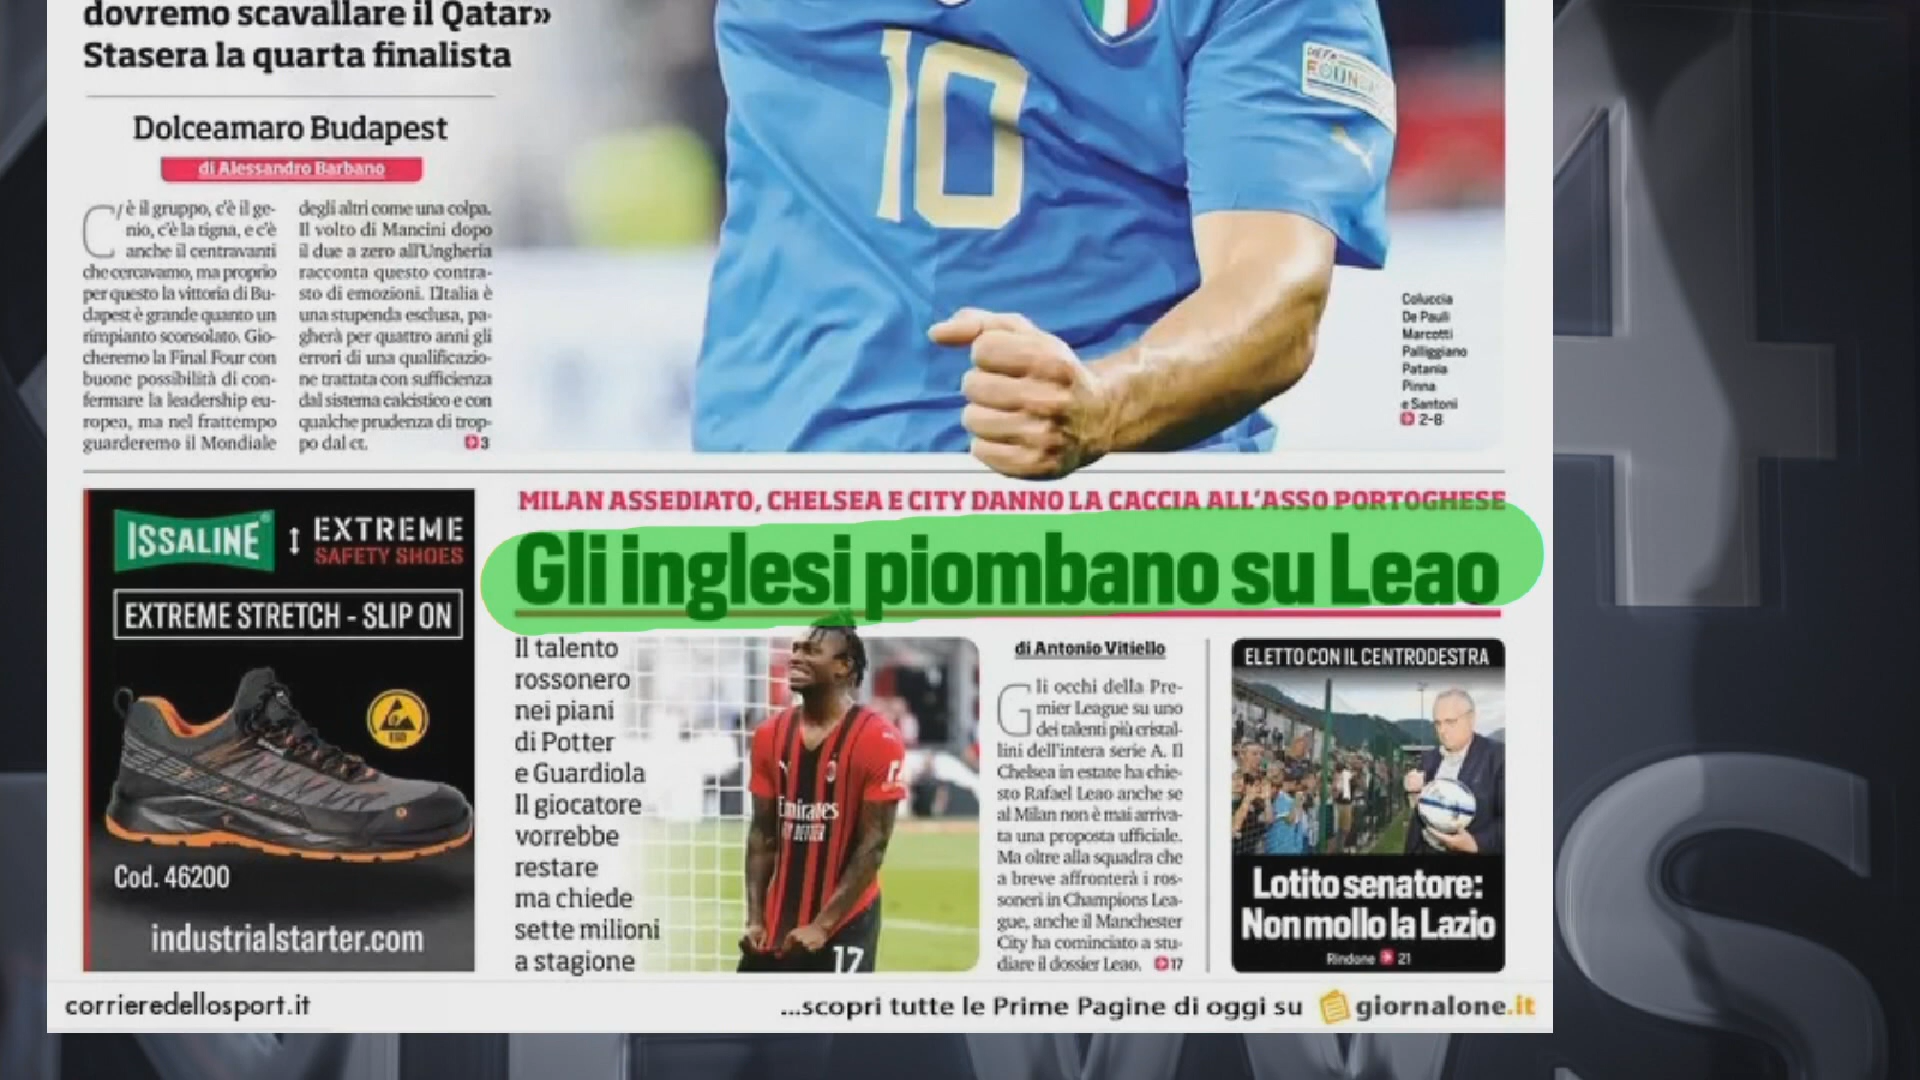 dovremo scavallare il Qatar»
Stasera la quarta finalista
Dolceamaro Budapest
di Alessandro Barbano
C'è il gruppo, c'è il ge-
nio, c'è la tigna, e c'è
anche il centravanti
che cercavamo, ma proprio
per questo la vittoria di Bu-
dapest è grande quanto un
rimpianto sconsolato. Gio-
cheremo la Final Four con
buone possibilità di con-
fermare la leadership eu-
ropea, ma nel frattempo
guarderemo il Mondiale
degli altri come una colpa.
Il volto di Mancini dopo
il due a zero all'Ungheria
racconta questo contra-
sto di emozioni. L'Italia è
una stupenda esclusa, pa-
gherà per quattro anni gli
errori di una qualificazio-
ne trattata con sufficienza
dal sistema calcistico e con
qualche prudenza di trop-
po dal ct.
3
10
Coluccia
De Pauli
Marcotti
Palliggiano
Patania
Pinna
e Santoni
2-8
ISSALINE
EXTREME
SAFETY SHOES
EXTREME STRETCH - SLIP ON
ESD
Cod. 46200
industrialstarter.com
MILAN ASSEDIATO, CHELSEA E CITY DANNO LA CACCIA ALL'ASSO PORTOGHESE
Gli inglesi piombano su Leao
Il talento
rossonero
nei piani
di Potter
e Guardiola
Il giocatore
vorrebbe
restare
ma chiede
sette milioni
a stagione
Emirates
17
di Antonio Vitiello
Gli occhi della Pre-
mier League su uno
dei talenti più cristal-
lini dell'intera serie A. Il
Chelsea in estate ha chie-
sto Rafael Leao anche se
al Milan non è mai arriva-
ta una proposta ufficiale.
Ma oltre alla squadra che
a breve affronterà i ros-
soneri in Champions Lea-
gue, anche il Manchester
City ha cominciato a stu-
diare il dossier Leao.
17
ELETTO CON IL CENTRODESTRA
Lotito senatore:
Non mollo la Lazio
Rindone 21
corrieredellosport.it
...scopri tutte le Prime Pagine di oggi su
giornalone.it